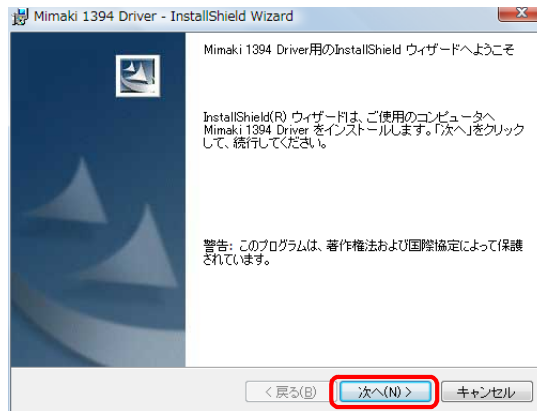 Mimaki 1394 Driver - InstallShield Wizard
Mimaki 1394 Driver用のInstallShield ウィザードへようこそ
InstallShield(R) ウィザードは、ご使用のコンピュータへ
Mimaki 1394 Driver をインストールします。「次へ」をクリック
して、続行してください。
警告: このプログラムは、著作権法および国際協定によって保護
されています。
< 戻る(B)
次へ(N) >
キャンセル